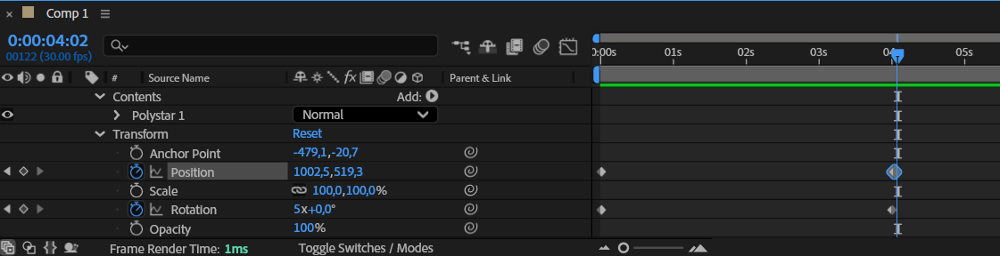 Comp 1
0:00:04:02
00122 (30.00 fps)
:00s 01s 02s 03s 04 05s
# Source Name Parent & Link
Contents Add:
Polystar 1 Normal
Transform Reset
Anchor Point -479,1,-20,7
Position 1002,5,519,3
Scale 100,0,100,0%
Rotation 5x+0,0°
Opacity 100%
Frame Render Time: 1ms Toggle Switches / Modes